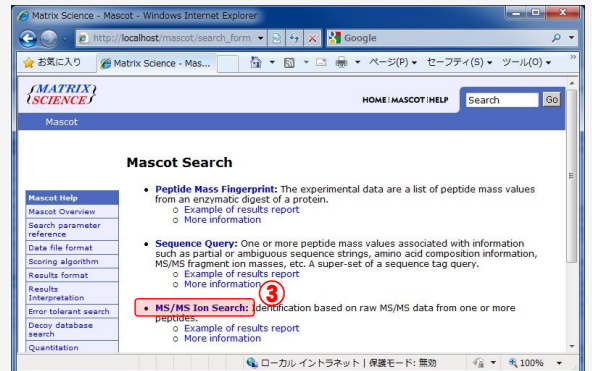 Matrix Science - Mascot - Windows Internet Explorer
http://localhost/mascot/search_form
Google
お気に入り
Matrix Science - Mas...
ページ(P)
セーフティ(S)
ツール(O)
{MATRIX}
{SCIENCE}
HOME
MASCOT
HELP
Search
Go
Mascot
Mascot Search
Mascot Help
Mascot Overview
Search parameter
reference
Data file format
Scoring algorithm
Results format
Results
Interpretation
Error tolerant search
Decoy database
search
Quantitation
• Peptide Mass Fingerprint: The experimental data are a list of peptide mass values
from an enzymatic digest of a protein.
○ Example of results report
○ More information
• Sequence Query: One or more peptide mass values associated with information
such as partial or ambiguous sequence strings, amino acid composition information,
MS/MS fragment ion masses, etc. A super-set of a sequence tag query.
○ Example of results report
○ More information
③
• MS/MS Ion Search: Identification based on raw MS/MS data from one or more
peptides.
○ Example of results report
○ More information
ローカル イントラネット | 保護モード: 無効
100%